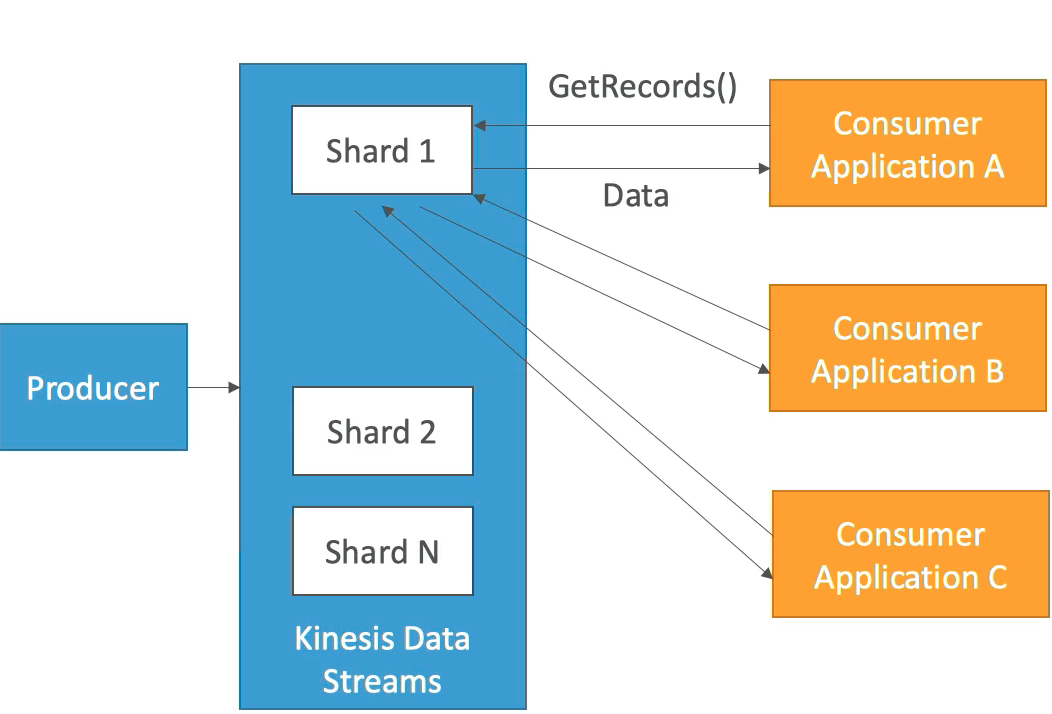 GetRecords()
Consumer
Application A
Shard 1
Data
Consumer
Application B
Producer
Shard 2
Shard N
Consumer
Application C
Kinesis Data
Streams